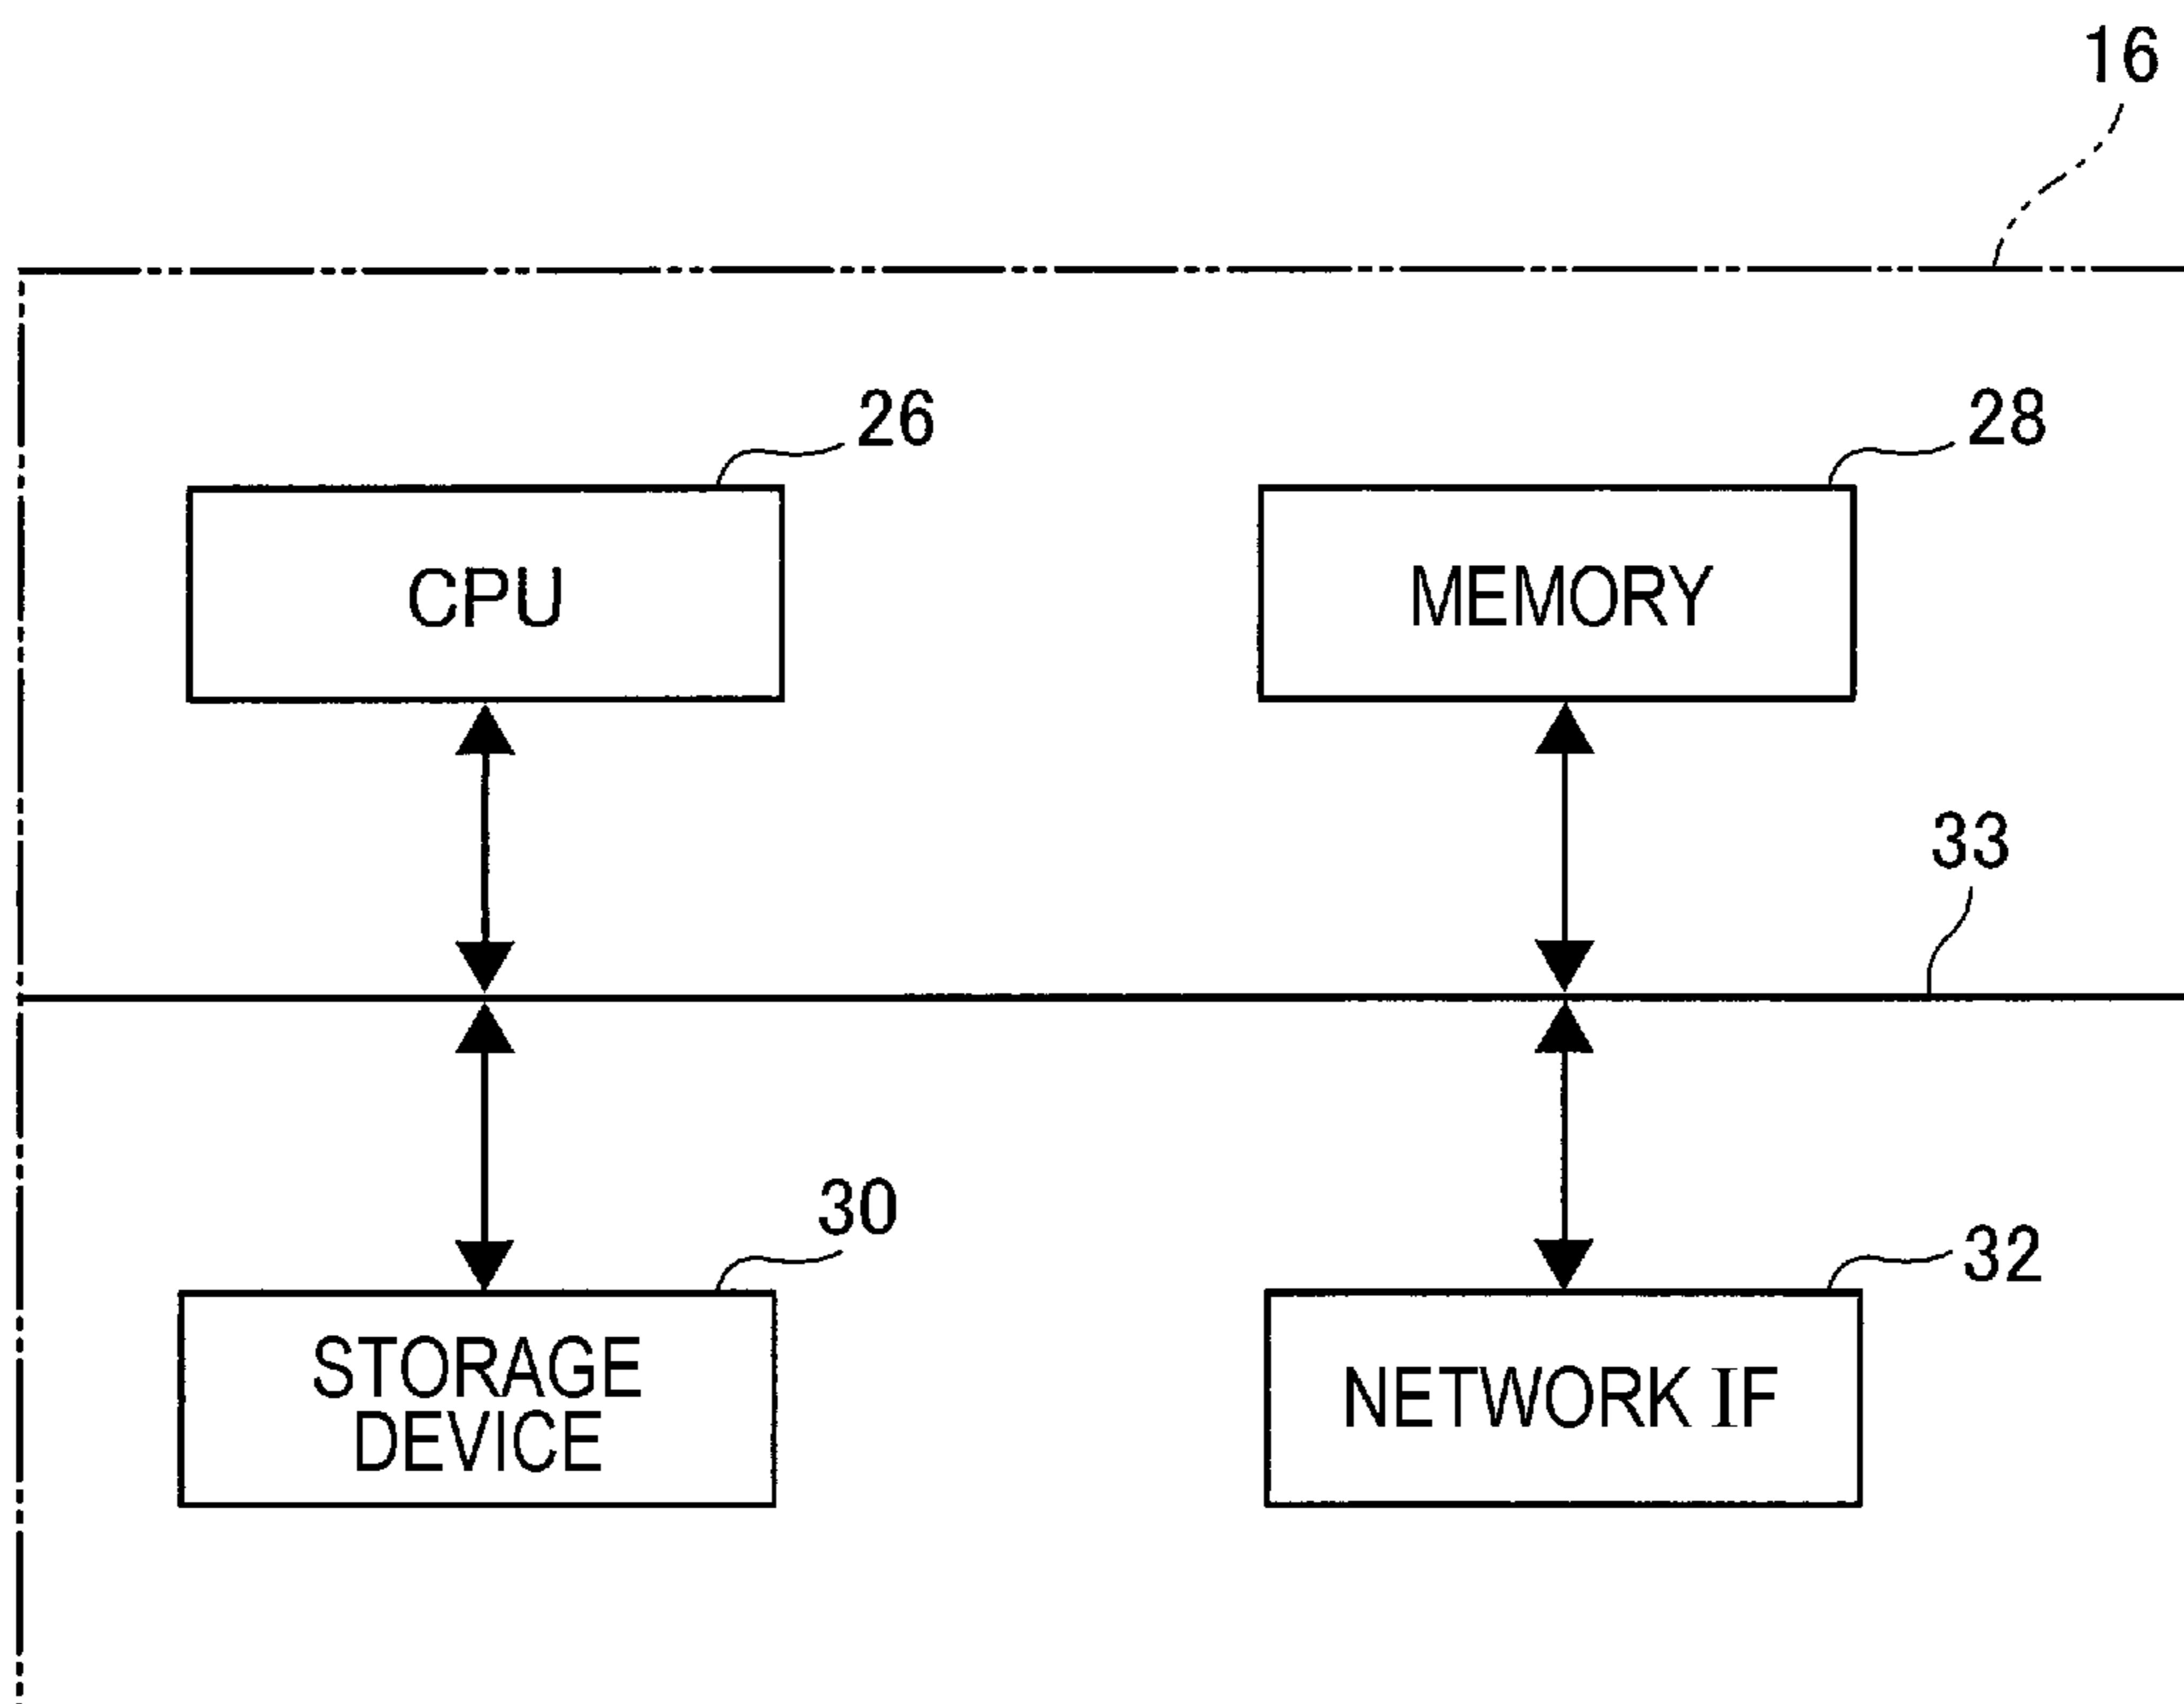 16
26
28
CPU
MEMORY
33
30
32
STORAGE
DEVICE
NETWORK IF